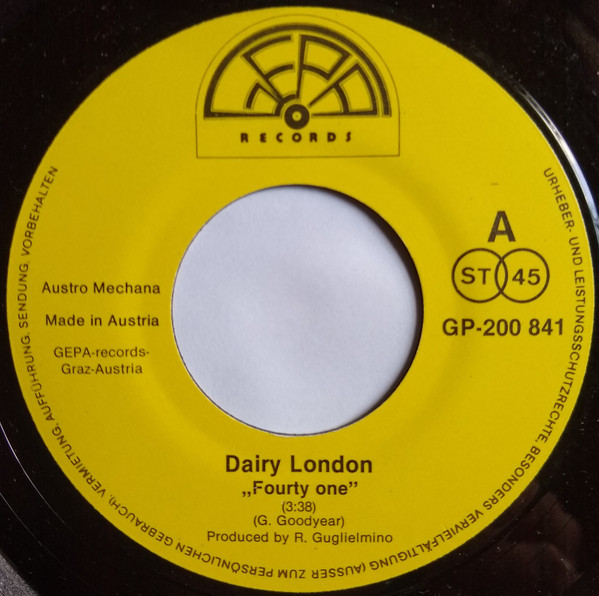 GEPA
RECORDS
A
ST 45
GP-200 841
Austro Mechana
Made in Austria
GEPA-records-
Graz-Austria
Dairy London
„Fourty one”
(3:38)
(G. Goodyear)
Produced by R. Guglielmino
URHEBER- UND LEISTUNGSSCHUTZRECHTE, BESONDERS VERVIELFÄLTIGUNG (AUSSER ZUM PERSÖNLICHEN GEBRAUCH), VERMIETUNG, AUFFÜHRUNG, SENDUNG, VORBEHALTEN